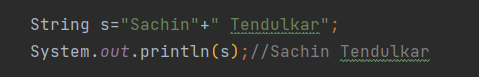 String s="Sachin"+" Tendulkar";
System.out.println(s);//Sachin Tendulkar